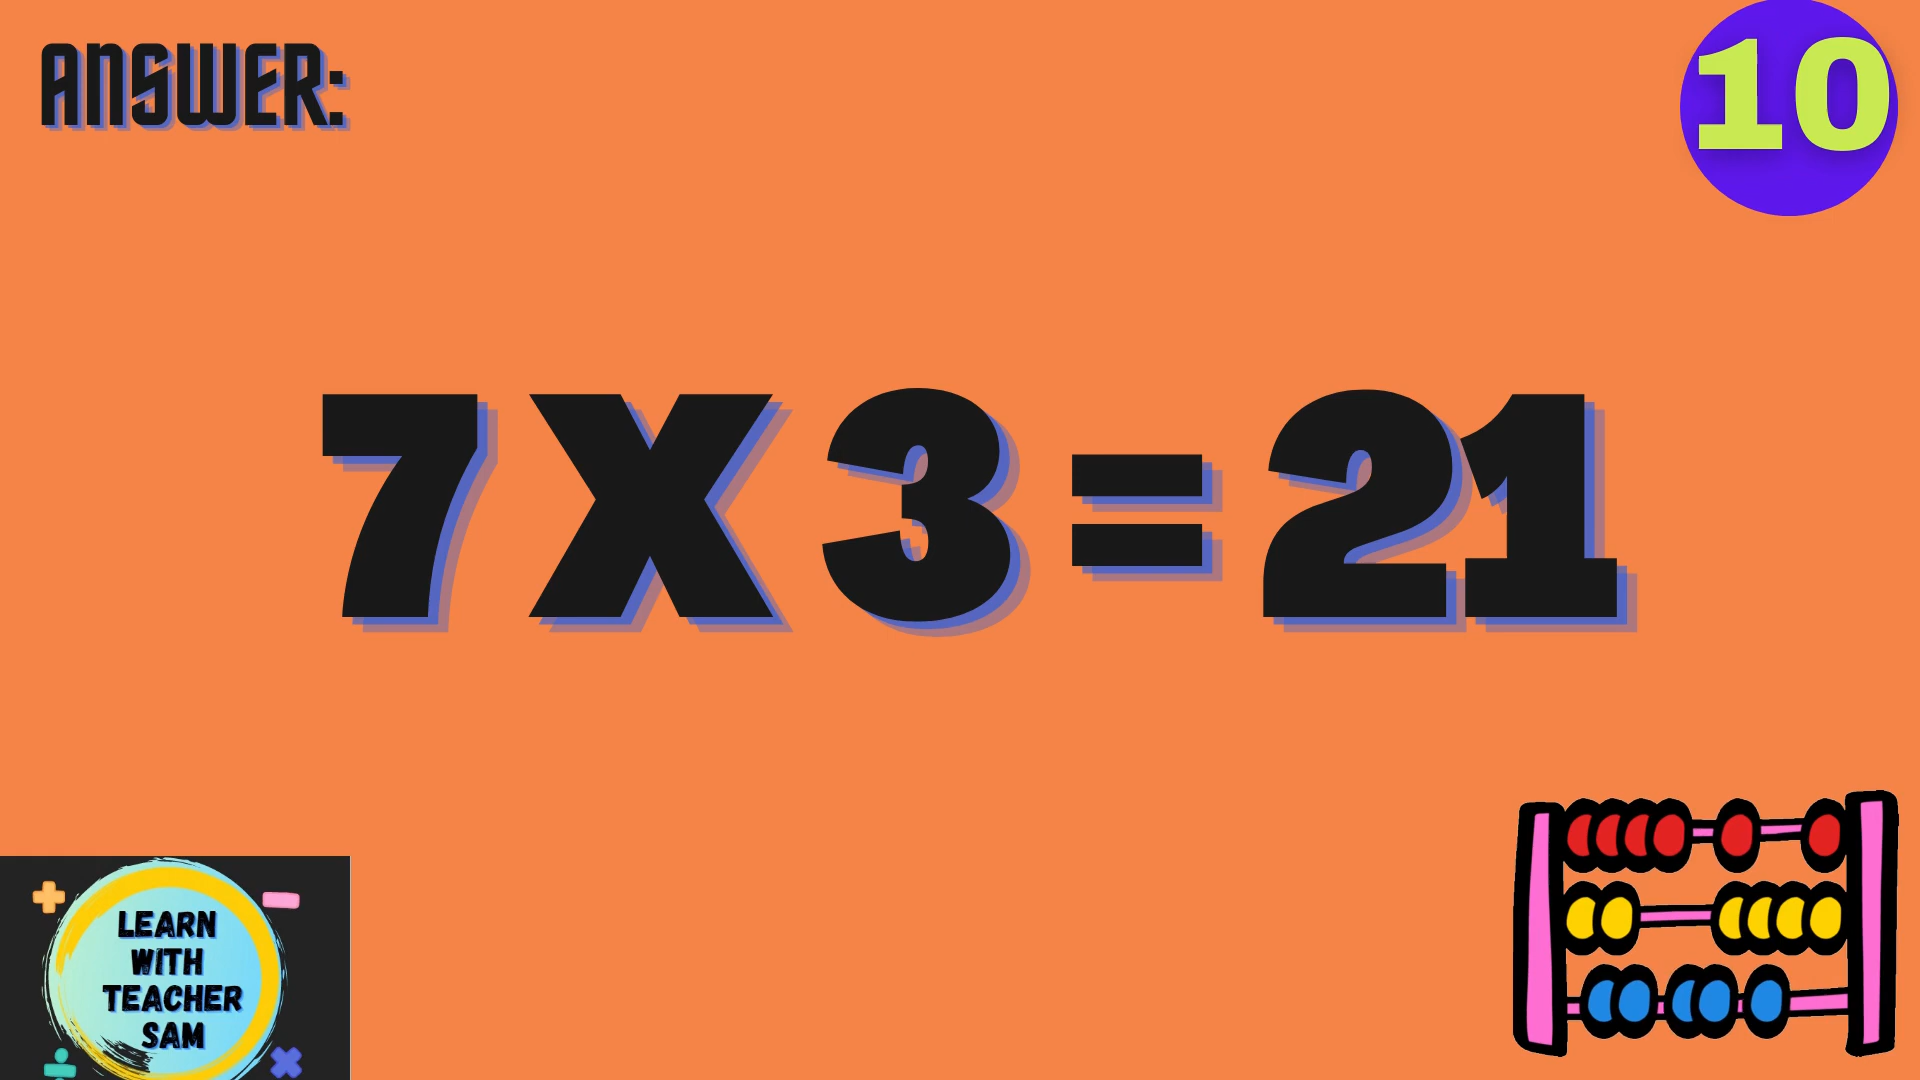 ANSWER:
10
7 X 3 = 21
LEARN
WITH
TEACHER
SAM